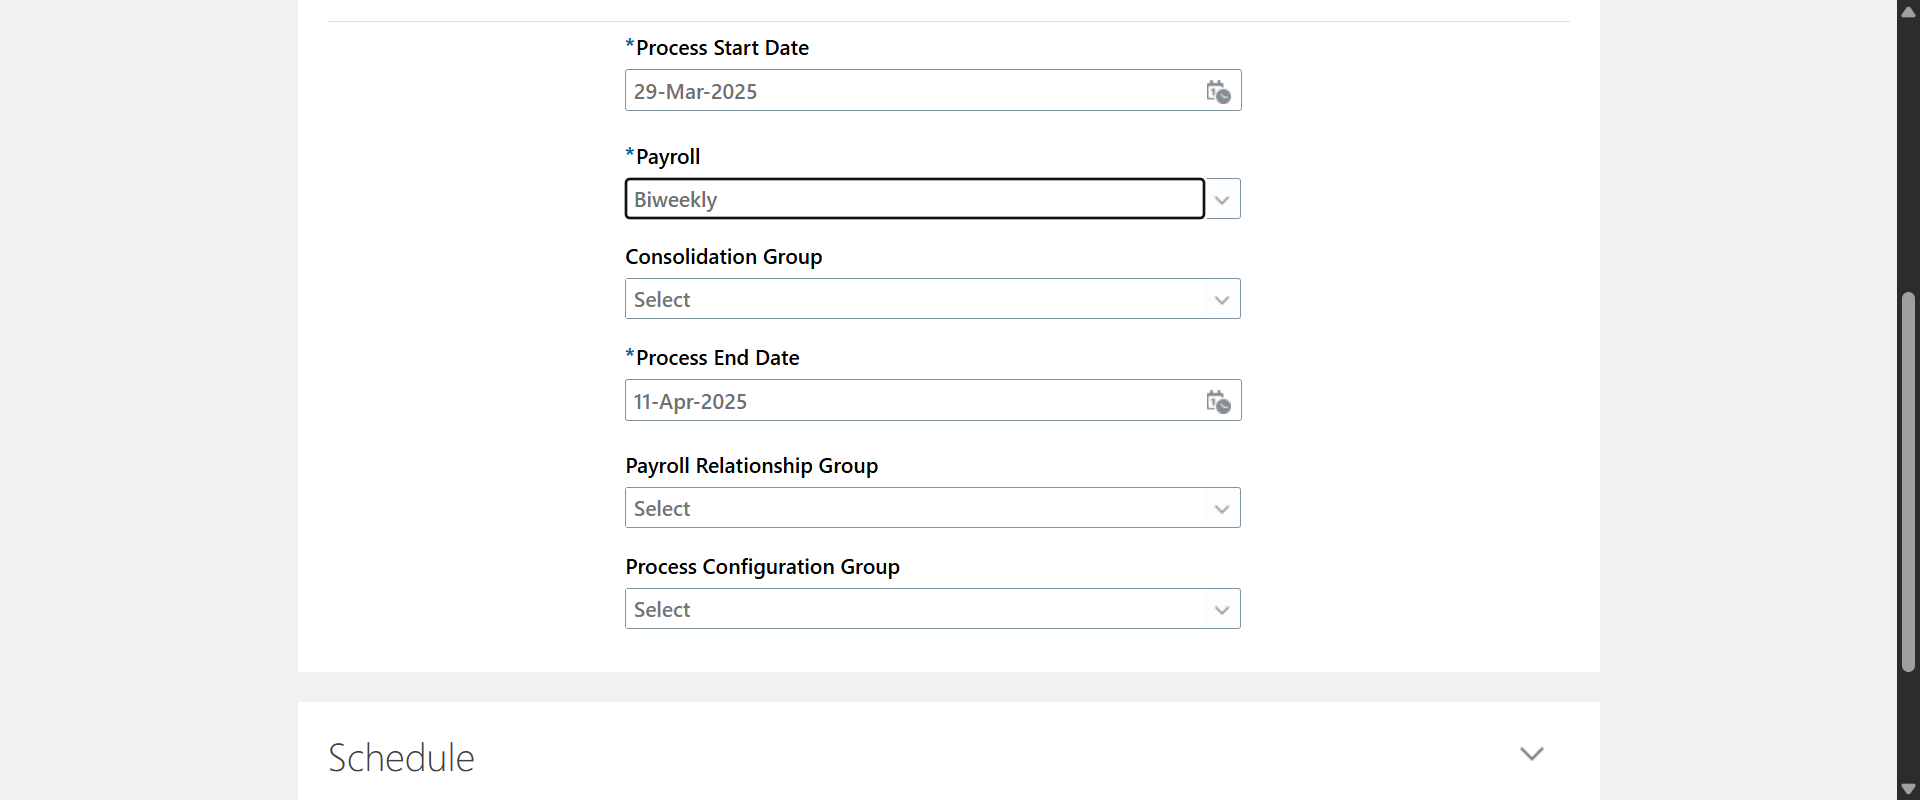 *Process Start Date
29-Mar-2025
*Payroll
Biweekly
Consolidation Group
Select
*Process End Date
11-Apr-2025
Payroll Relationship Group
Select
Process Configuration Group
Select
Schedule